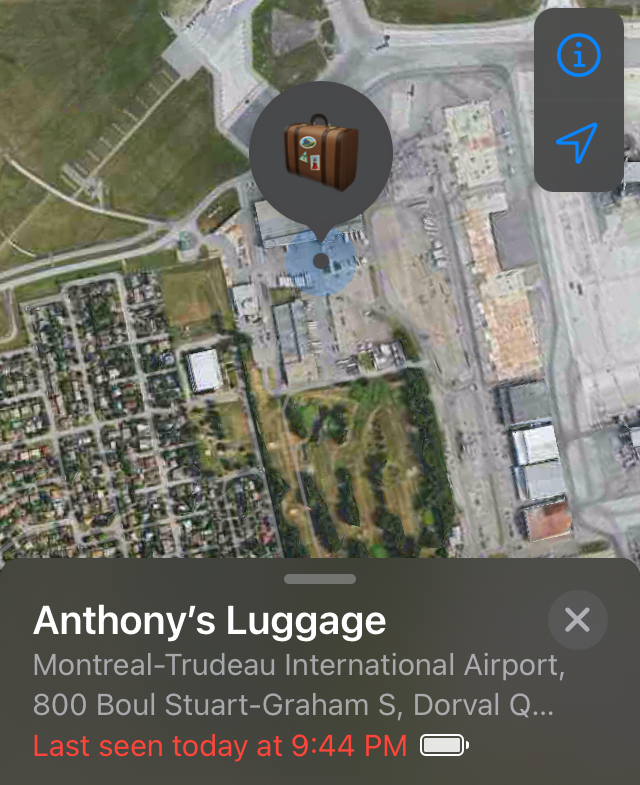 Anthony’s Luggage
Montreal-Trudeau International Airport,
800 Boul Stuart-Graham S, Dorval Q...
Last seen today at 9:44 PM